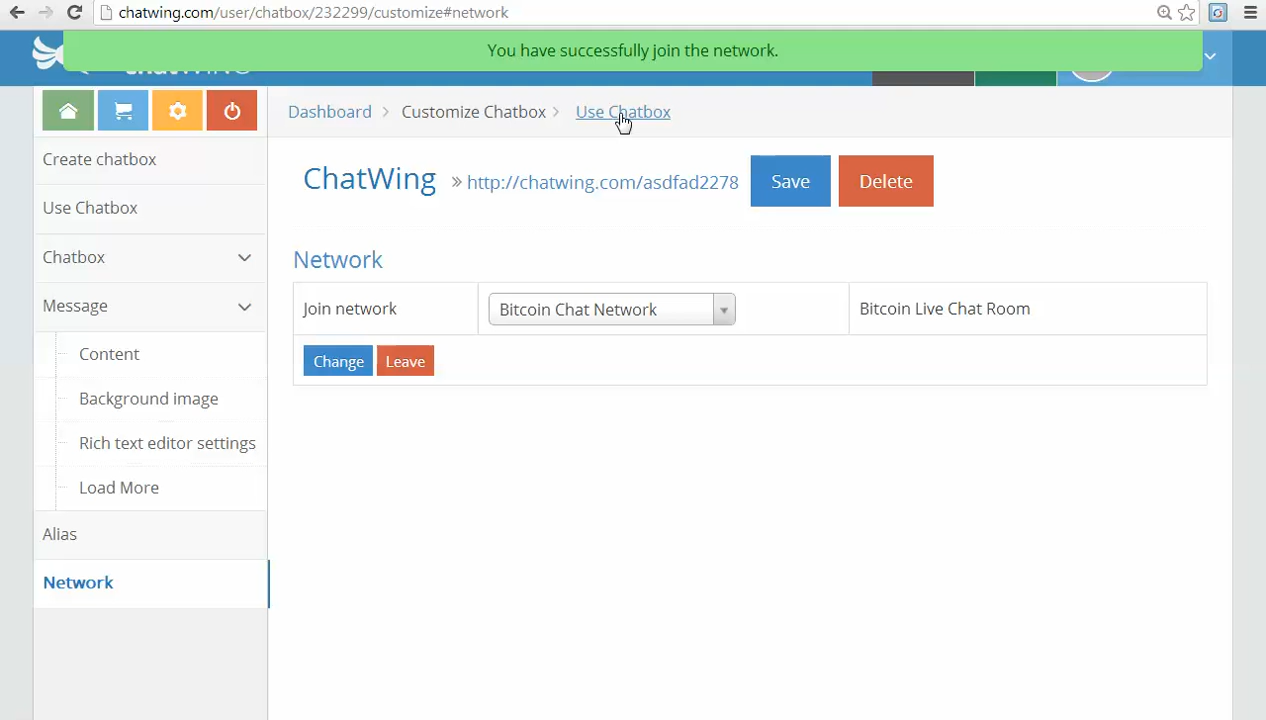 chatwing.com/user/chatbox/232299/customize#network
You have successfully join the network.
Dashboard > Customize Chatbox > Use Chatbox
Create chatbox
Use Chatbox
Chatbox
Message
Content
Background image
Rich text editor settings
Load More
Alias
Network
ChatWing » http://chatwing.com/asdfad2278 Save Delete
Network
Join network Bitcoin Chat Network Bitcoin Live Chat Room
Change Leave